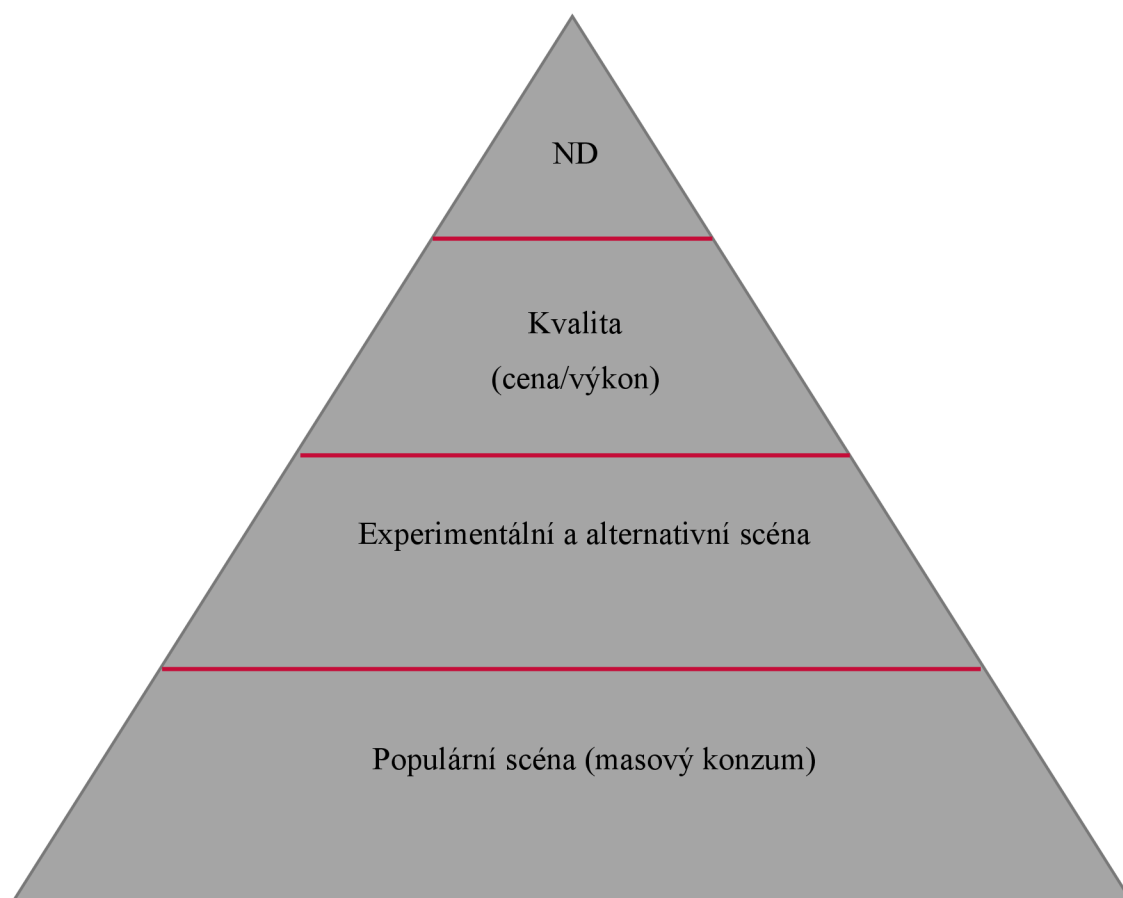 ND
Kvalita
(cena/výkon)
Experimentální a alternativní scéna
Populární scéna (masový konzum)